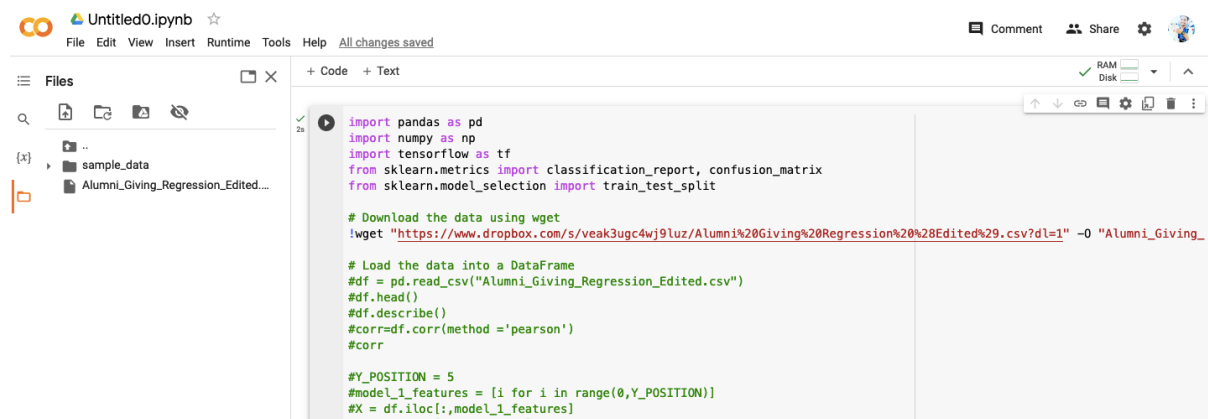 Untitled0.ipynb
File Edit View Insert Runtime Tools Help All changes saved
Comment Share
Files
+ Code + Text
RAM
Disk
..
sample_data
Alumni_Giving_Regression_Edited....
{x}
2s
import pandas as pd
import numpy as np
import tensorflow as tf
from sklearn.metrics import classification_report, confusion_matrix
from sklearn.model_selection import train_test_split
# Download the data using wget
!wget "https://www.dropbox.com/s/veak3ugc4wj9luz/Alumni%20Giving%20Regression%20%28Edited%29.csv?dl=1" -O "Alumni_Giving_
# Load the data into a DataFrame
#df = pd.read_csv("Alumni_Giving_Regression_Edited.csv")
#df.head()
#df.describe()
#corr=df.corr(method ='pearson')
#corr
#Y_POSITION = 5
#model_1_features = [i for i in range(0,Y_POSITION)]
#X = df.iloc[:,model_1_features]